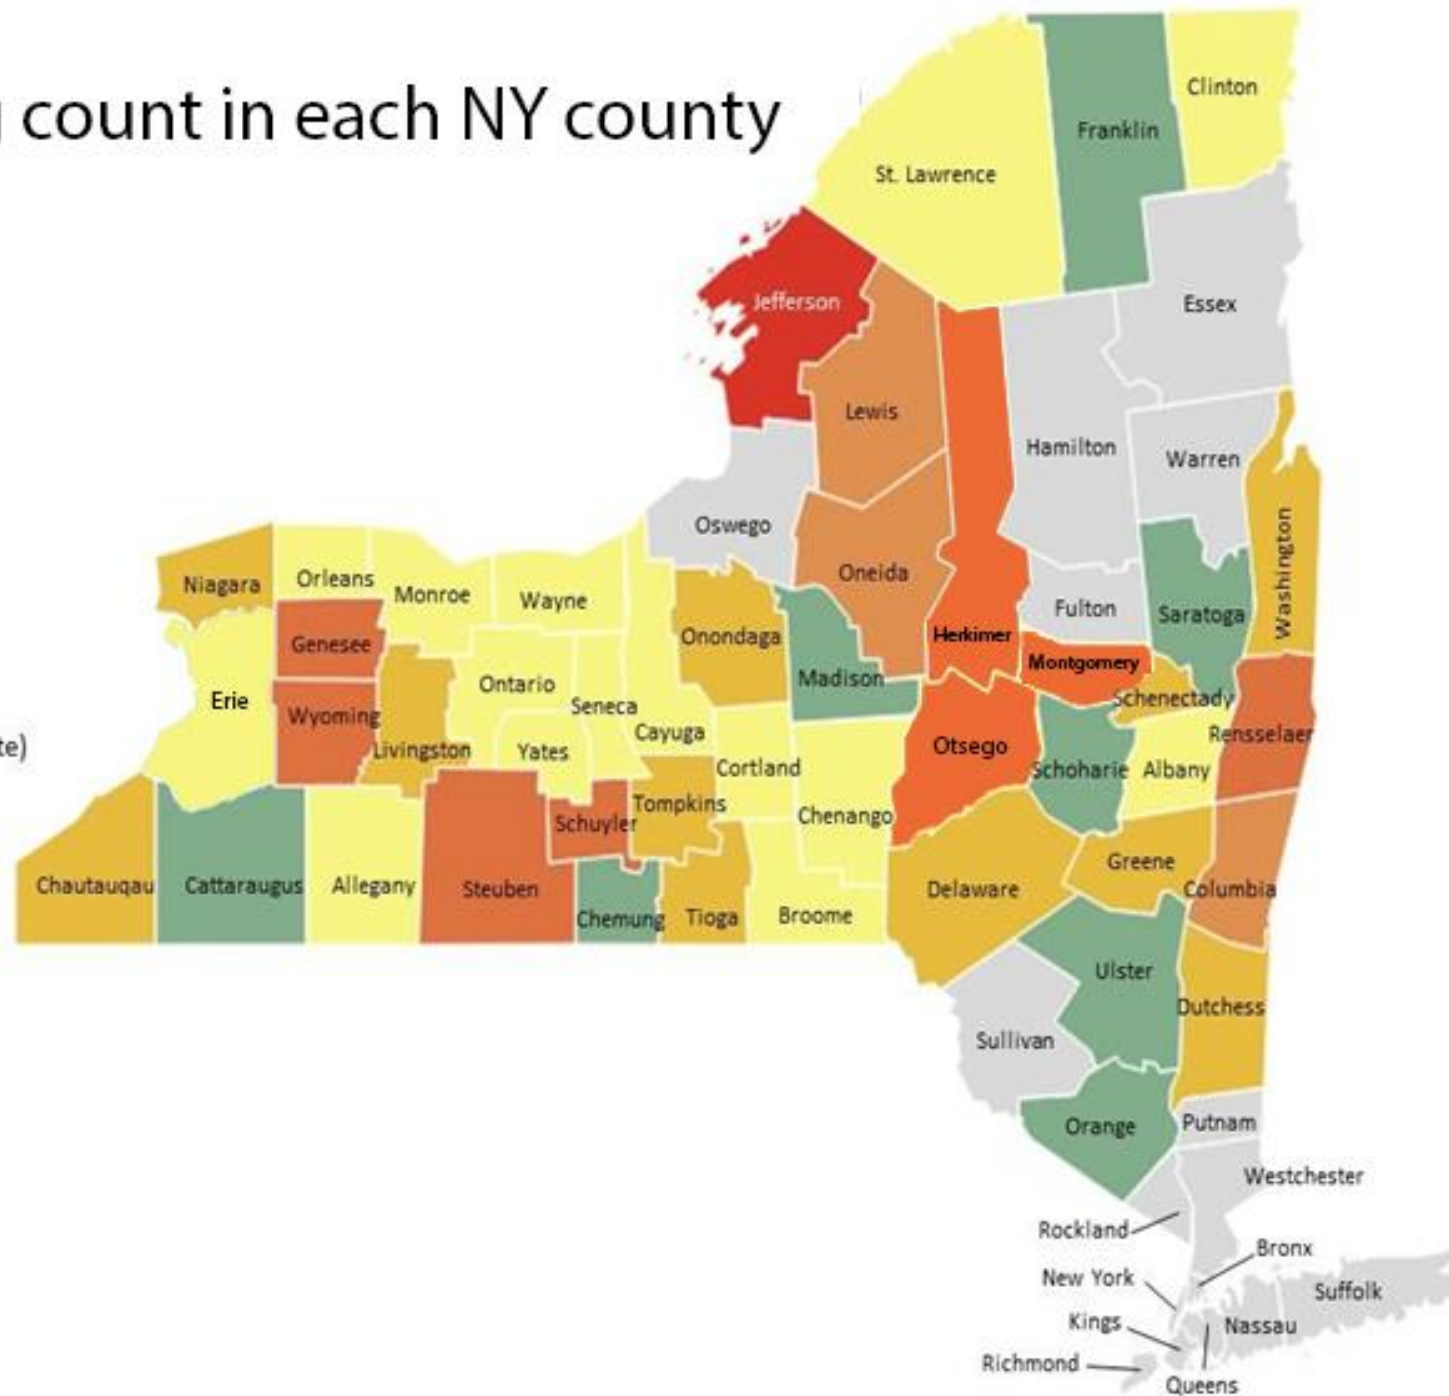 count in each NY county
Clinton
Franklin
St. Lawrence
Jefferson
Essex
Lewis
Hamilton
Warren
Oswego
Washington
Niagara
Orleans
Monroe
Wayne
Oneida
Fulton
Saratoga
Genesee
Onondaga
Herkimer
Montgomery
Madison
Ontario
Schenectady
Erie
Seneca
Wyoming
Cayuga
Rensselaer
te)
Livingston
Yates
Otsego
Cortland
Schoharie
Albany
Tompkins
Schuyler
Chenango
Greene
Chautauqau
Cattaraugus
Allegany
Steuben
Delaware
Columbia
Chemung
Tioga
Broome
Ulster
Dutchess
Sullivan
Orange
Putnam
Westchester
Rockland
Bronx
New York
Suffolk
Kings
Nassau
Richmond
Queens